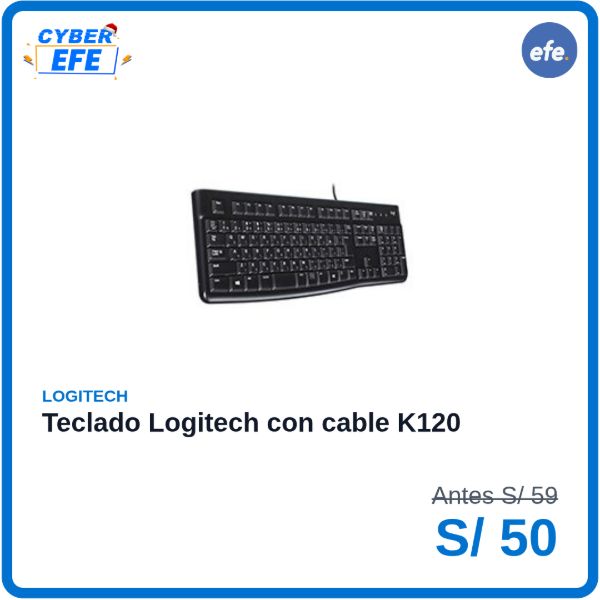 CYBER
EFE
efe.
LOGITECH
Teclado Logitech con cable K120
Antes S/ 59
S/ 50